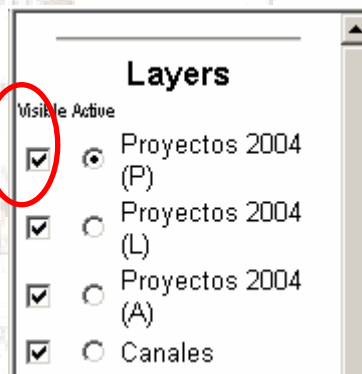 Layers
Visible Active
Proyectos 2004
(P)
Proyectos 2004
(L)
Proyectos 2004
(A)
Canales